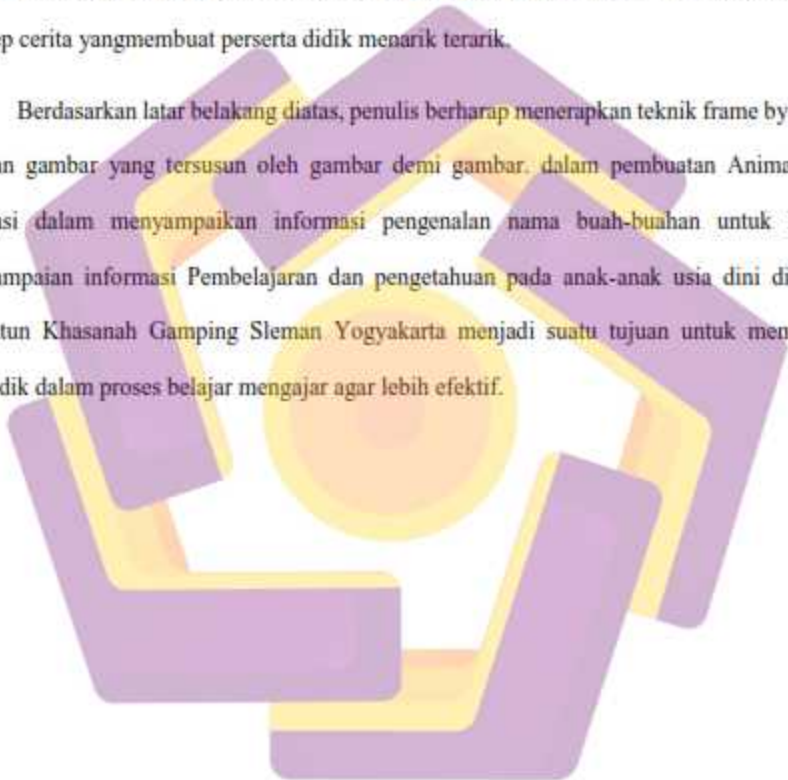 p cerita yangmembuat perserta didik menarik terarik.
Berdasarkan latar belakang diatas, penulis berharap menerapkan teknik frame by
n gambar yang tersusun oleh gambar demi gambar. dalam pembuatan Anima
si dalam menyampaikan informasi pengenalan nama buah-buahan untuk
mpaian informasi Pembelajaran dan pengetahuan pada anak-anak usia dini di
tun Khasanah Gamping Sleman Yogyakarta menjadi suatu tujuan untuk mem
dik dalam proses belajar mengajar agar lebih efektif.